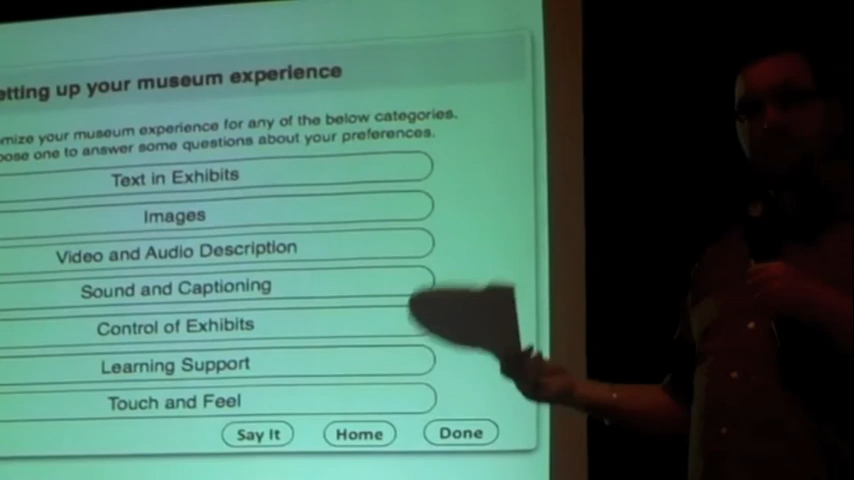 etting up your museum experience
mize your museum experience for any of the below categories.
ose one to answer some questions about your preferences.
Text in Exhibits
Images
Video and Audio Description
Sound and Captioning
Control of Exhibits
Learning Support
Touch and Feel
Say It Home Done